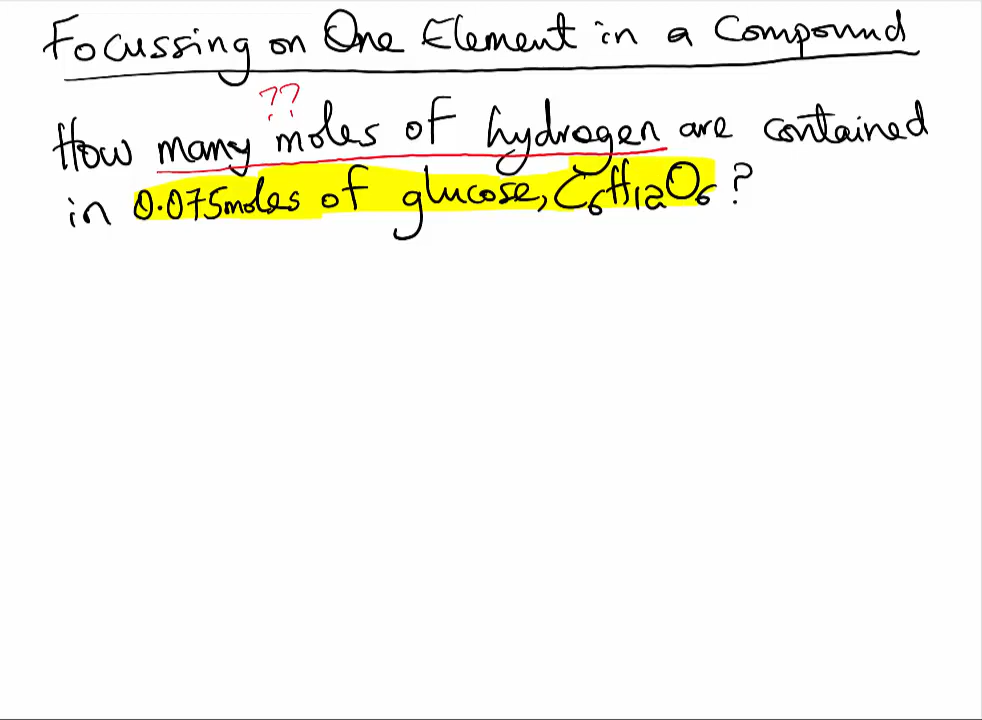 Focussing on One Element in a Compound
??
How many moles of hydrogen are contained
in 0.075moles of glucose, C6H12O6?